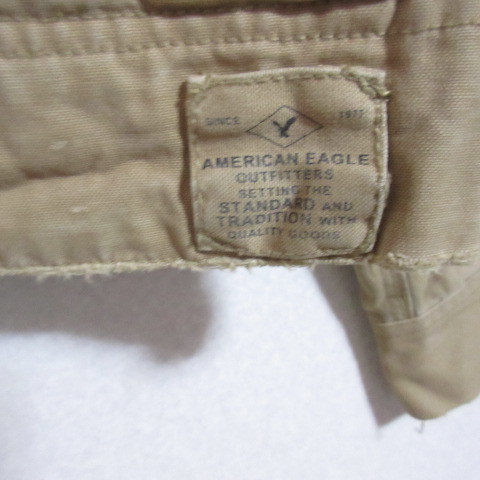 SINCE 1977
AMERICAN EAGLE
OUTFITTERS
SETTING THE
STANDARD AND
TRADITION WITH
QUALITY GOODS